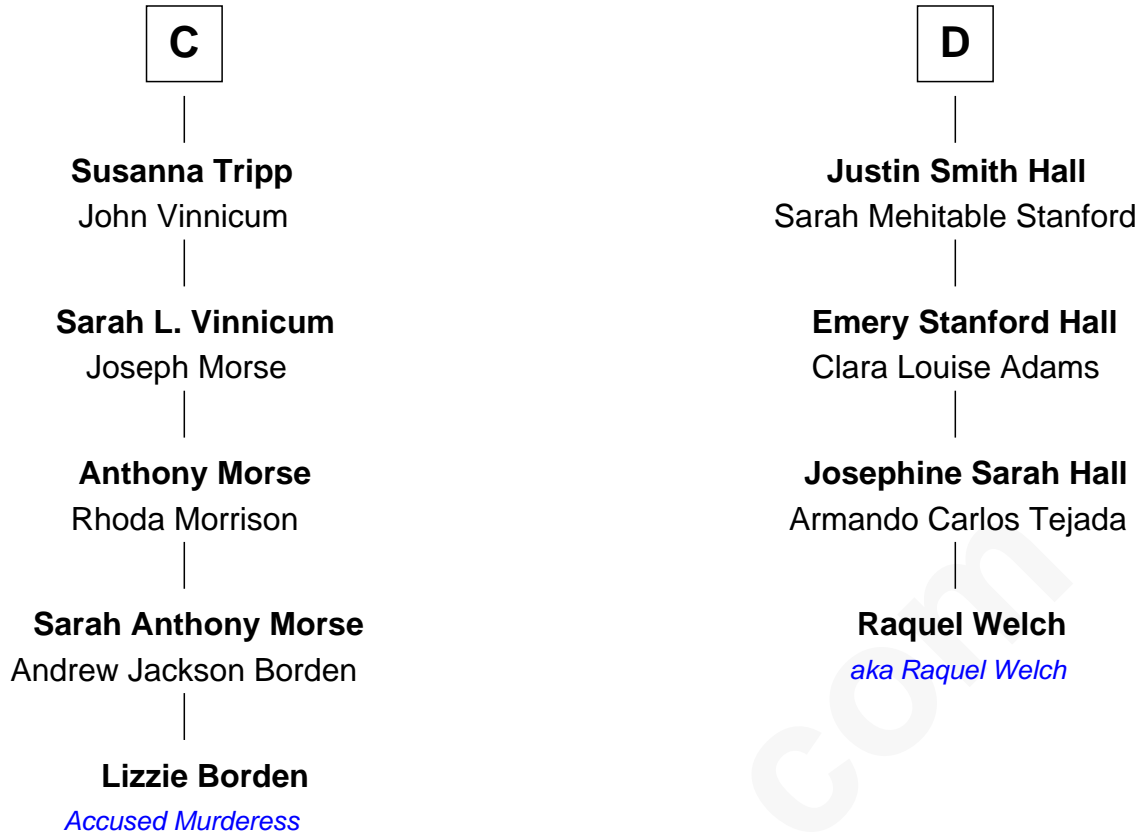 C
Susanna Tripp
John Vinnicum
Sarah L. Vinnicum
Joseph Morse
Anthony Morse
Rhoda Morrison
Sarah Anthony Morse
Andrew Jackson Borden
Lizzie Borden
Accused Murderess
D
Justin Smith Hall
Sarah Mehitable Stanford
Emery Stanford Hall
Clara Louise Adams
Josephine Sarah Hall
Armando Carlos Tejada
Raquel Welch
aka Raquel Welch
com